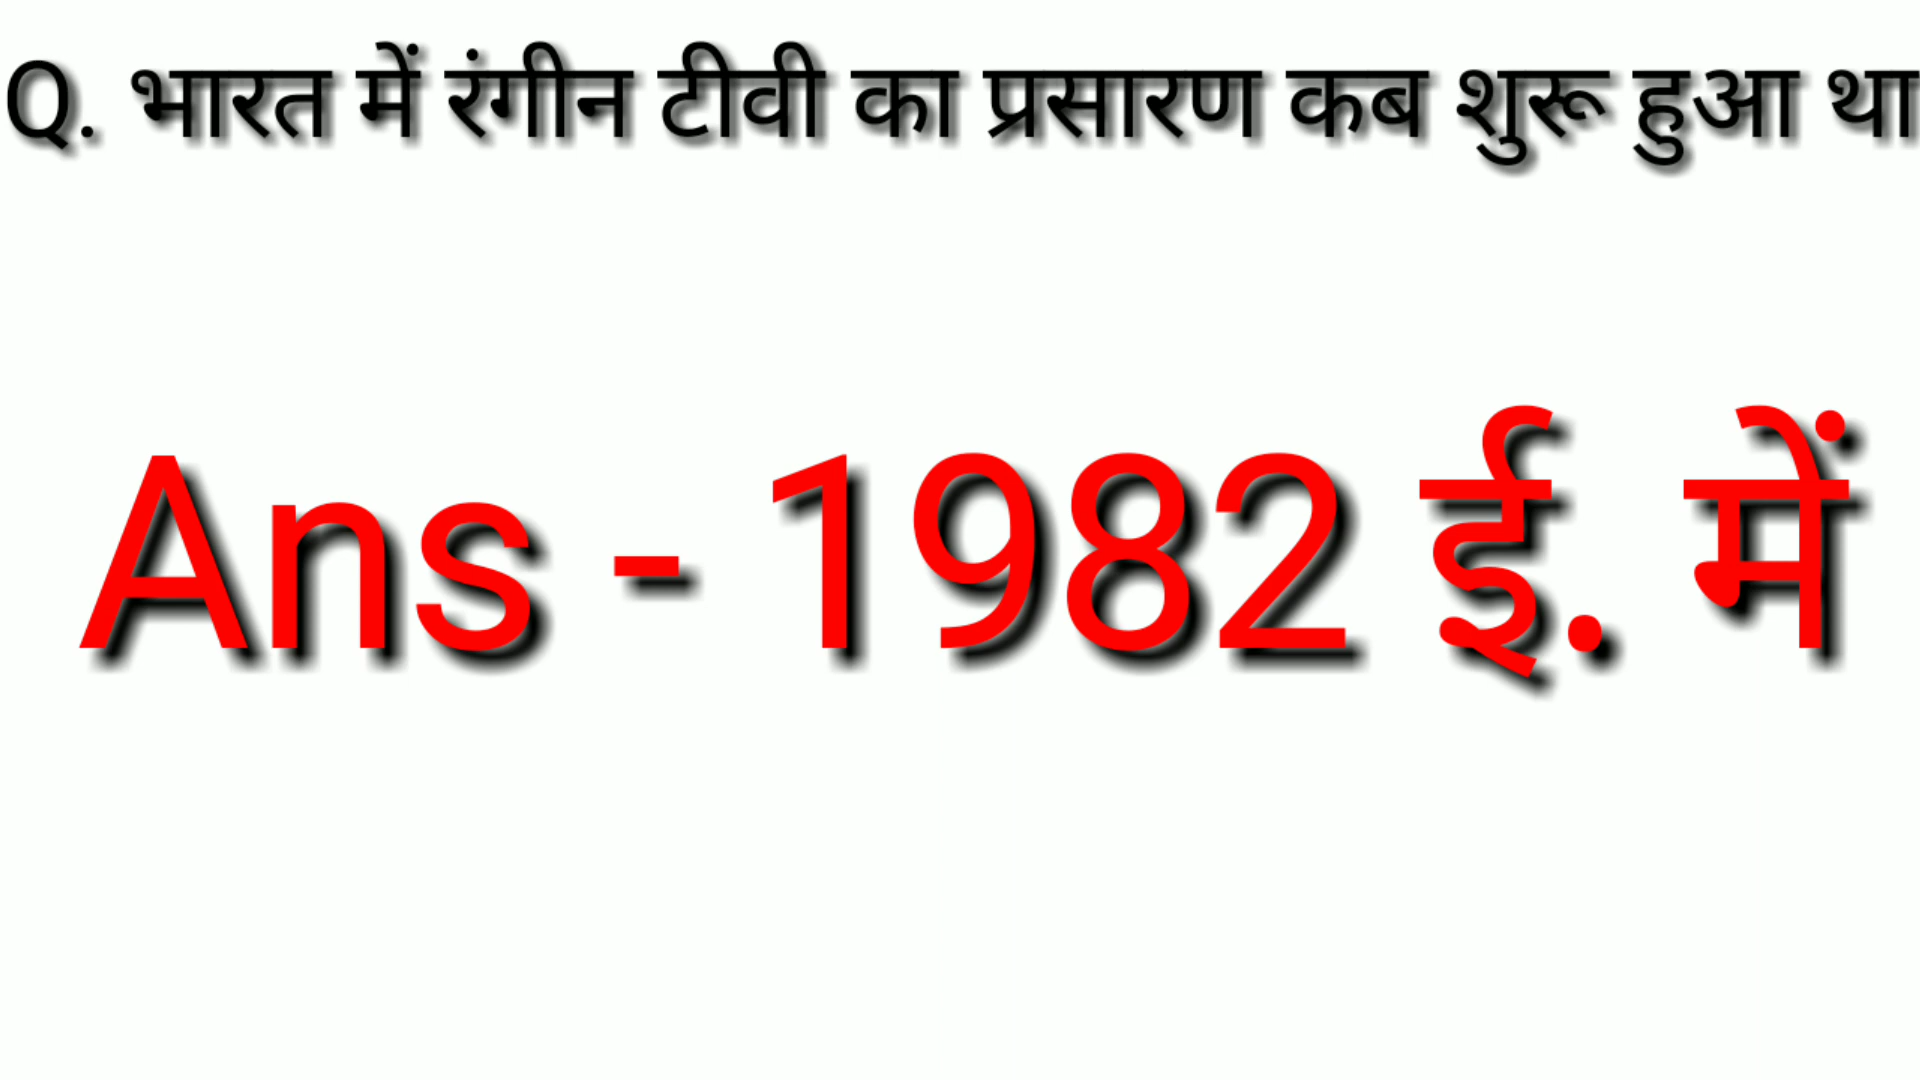 Q. भारत में रंगीन टीवी का प्रसारण कब शुरू हुआ था
Ans - 1982 ई. में